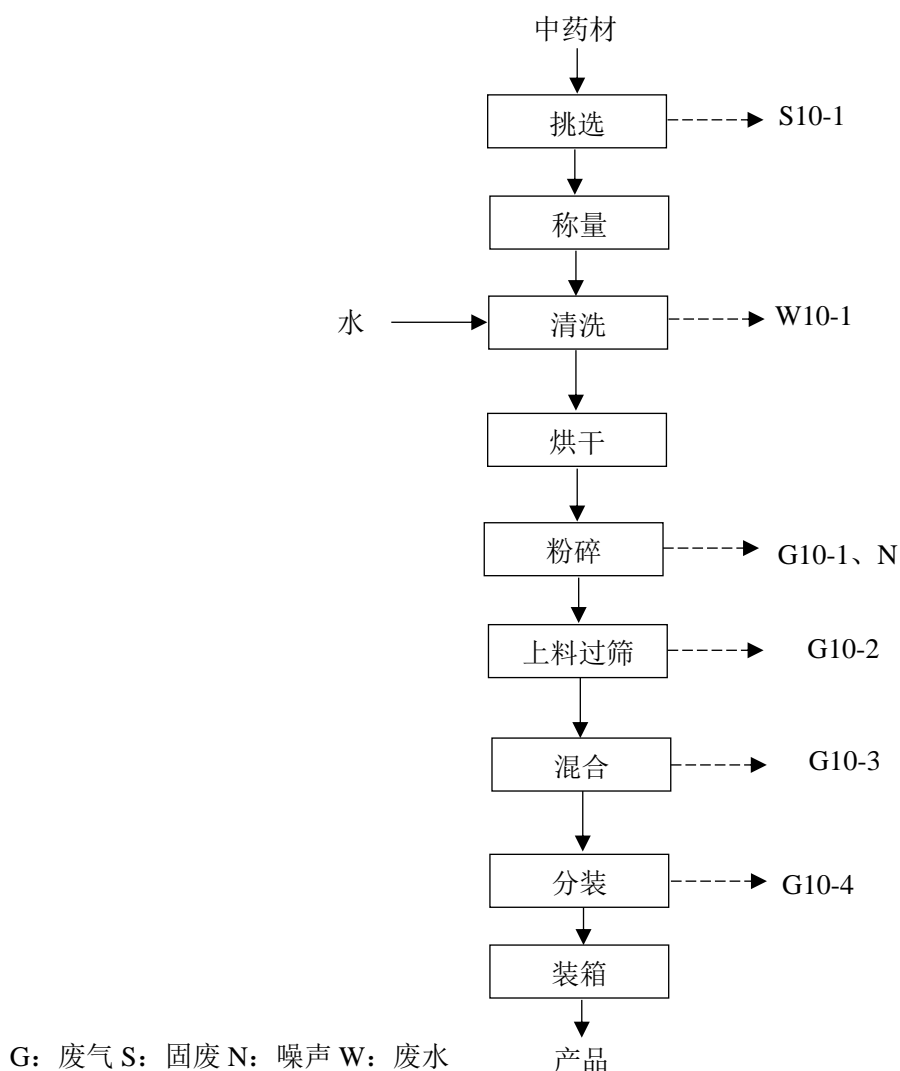 中药材
挑选
S10-1
称量
水
清洗
W10-1
烘干
粉碎
G10-1、N
上料过筛
G10-2
混合
G10-3
分装
G10-4
装箱
G：废气 S：固废 N：噪声 W：废水
产品